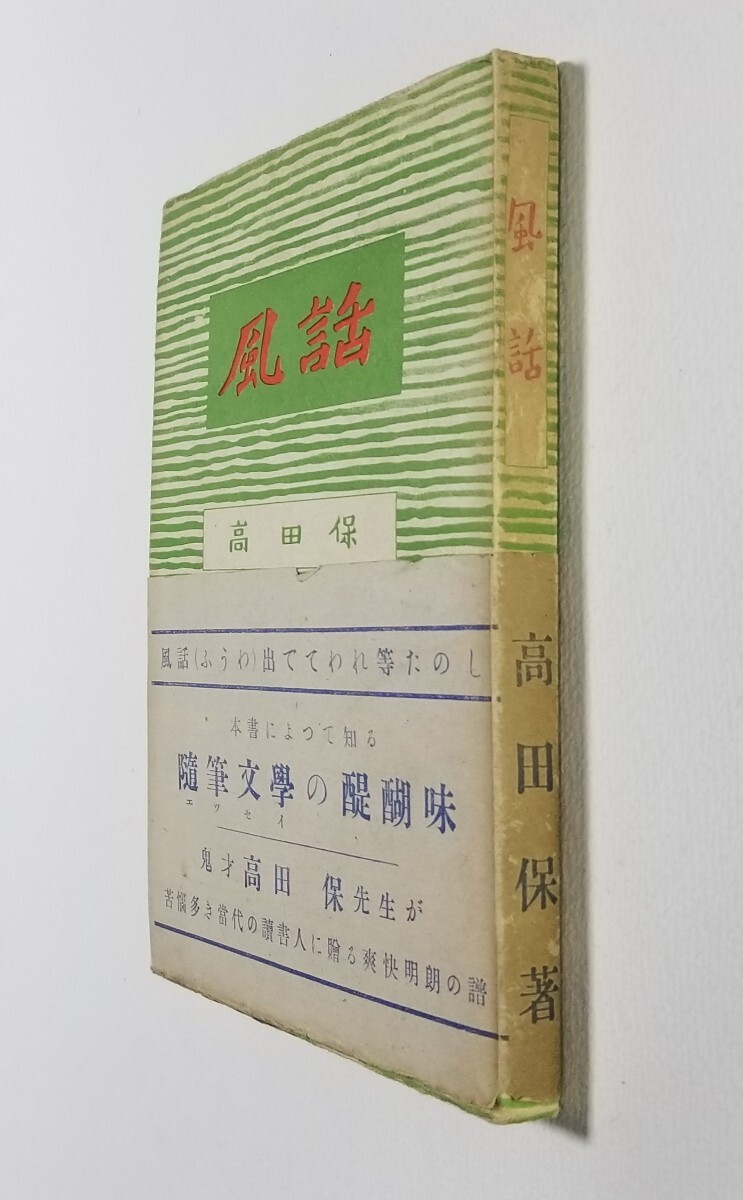 風話
高田保
風話(ふうわ)出ててわれ等たのし
本書によつて知る
隨筆文學の醍醐味
エッセイ
鬼才高田 保先生が
苦惱多き當代の讀書人に贈る爽快明朗の譜
風話
高田保著